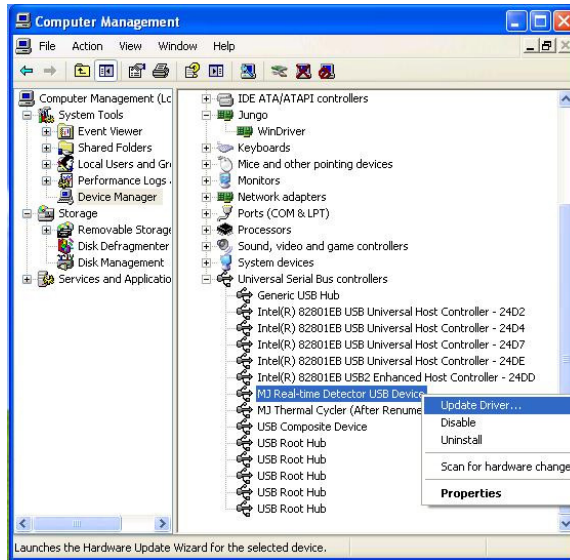 Computer Management
File Action View Window Help
Computer Management (Lc
System Tools
Event Viewer
Shared Folders
Local Users and Gr
Performance Logs
Device Manager
Storage
Removable Storage
Disk Defragmenter
Disk Management
Services and Applicatio
IDE ATA/ATAPI controllers
Jungo
WinDriver
Keyboards
Mice and other pointing devices
Monitors
Network adapters
Ports (COM & LPT)
Processors
Sound, video and game controllers
System devices
Universal Serial Bus controllers
Generic USB Hub
Intel(R) 82801EB USB Universal Host Controller - 24D2
Intel(R) 82801EB USB Universal Host Controller - 24D4
Intel(R) 82801EB USB Universal Host Controller - 24D7
Intel(R) 82801EB USB Universal Host Controller - 24DE
Intel(R) 82801EB USB2 Enhanced Host Controller - 24DD
MJ Real-time Detector USB Device
MJ Thermal Cycler (After Renume
USB Composite Device
USB Root Hub
USB Root Hub
USB Root Hub
USB Root Hub
USB Root Hub
Update Driver...
Disable
Uninstall
Scan for hardware change
Properties
Launches the Hardware Update Wizard for the selected device.